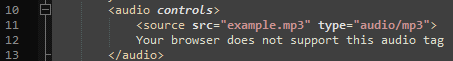 10 <audio controls>
11 <source src="example.mp3" type="audio/mp3">
12 Your browser does not support this audio tag
13 </audio>